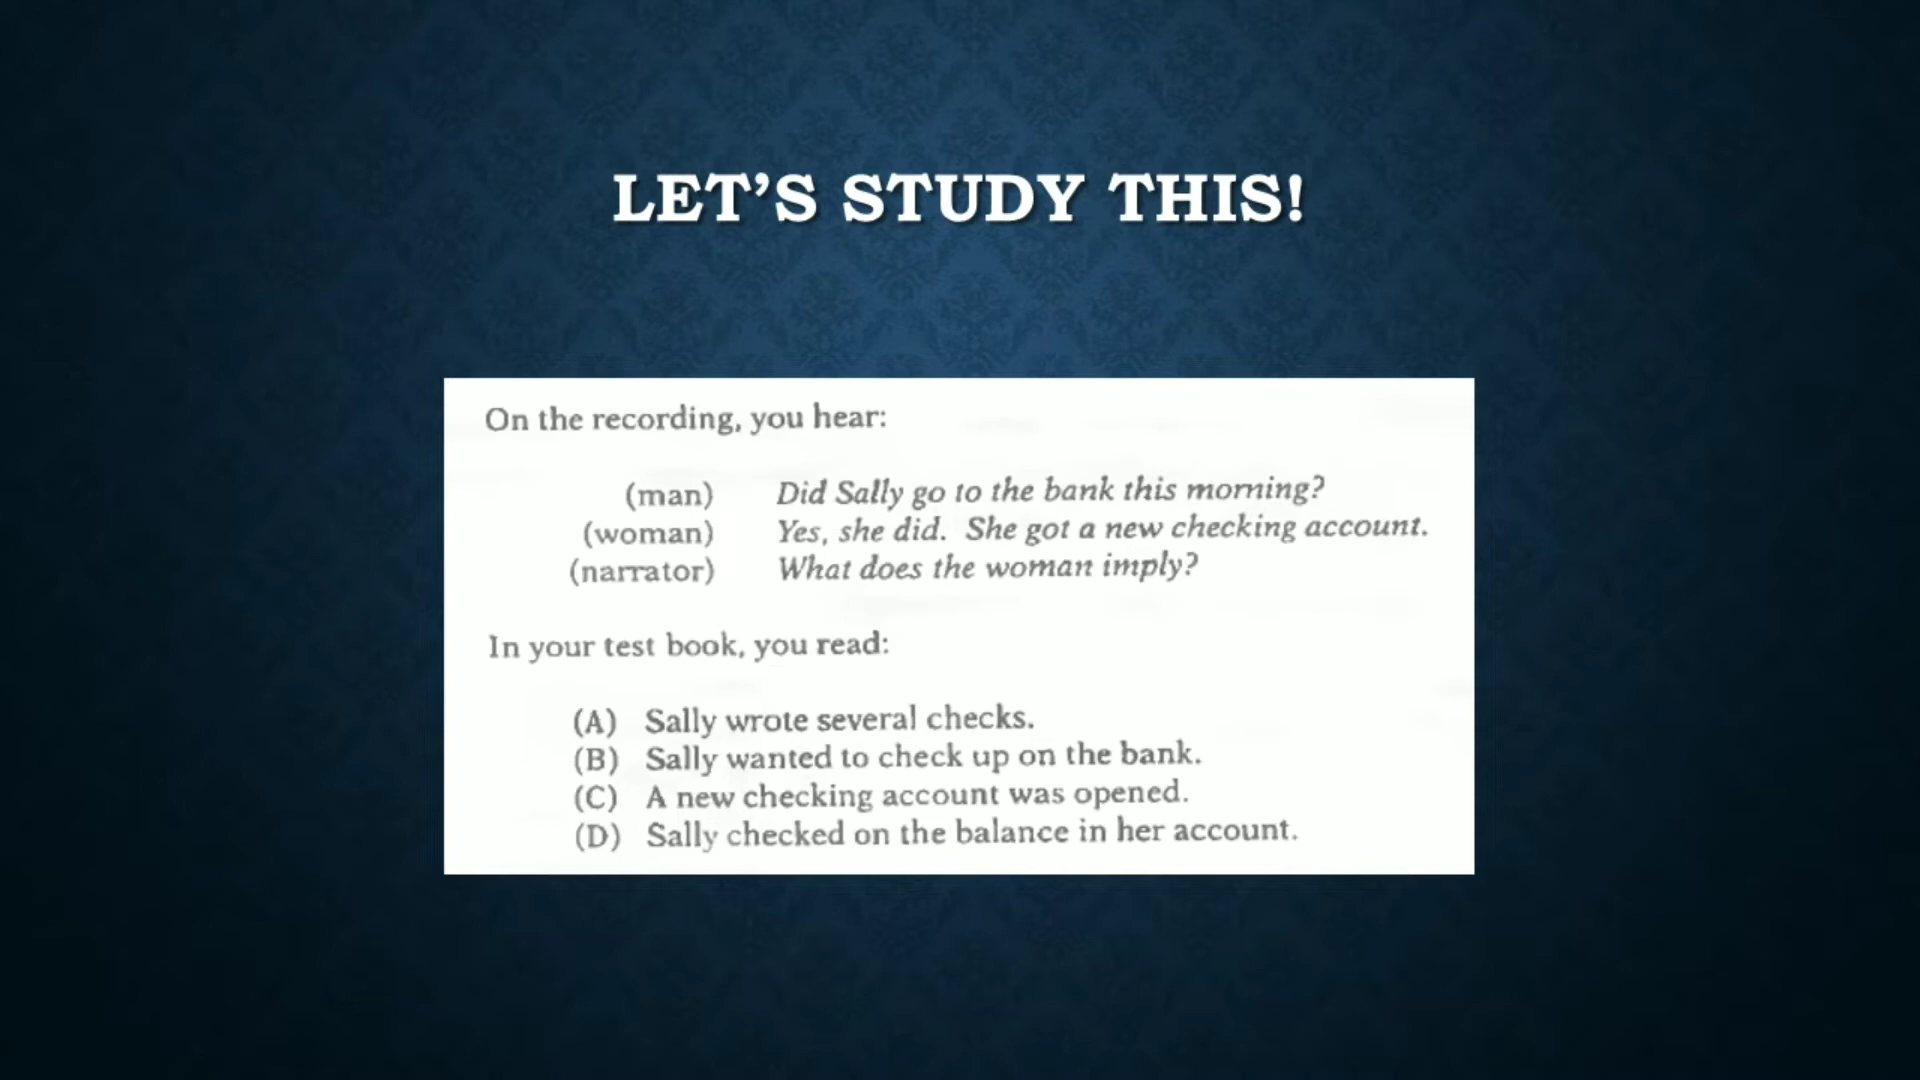 LET'S STUDY THIS!
On the recording, you hear:
(man) Did Sally go to the bank this morning?
(woman) Yes, she did. She got a new checking account.
(narrator) What does the woman imply?
In your test book, you read:
(A) Sally wrote several checks.
(B) Sally wanted to check up on the bank.
(C) A new checking account was opened.
(D) Sally checked on the balance in her account.